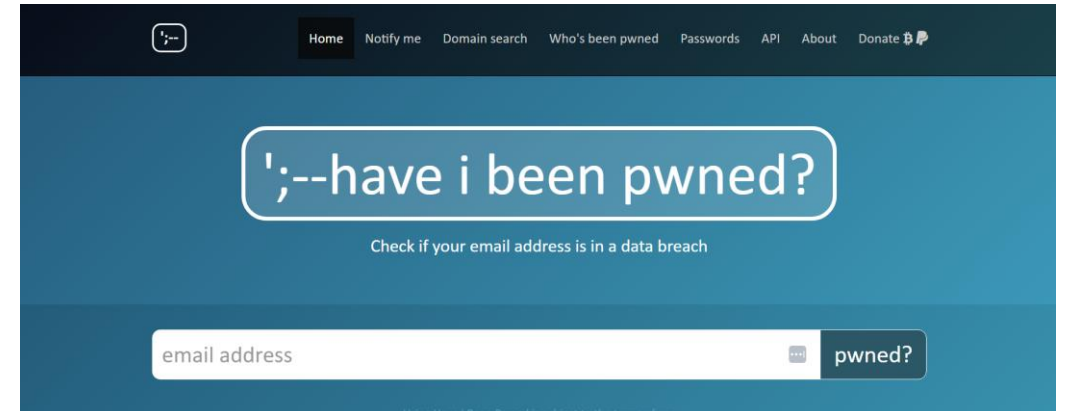 ';--
Home Notify me Domain search Who's been pwned Passwords API About Donate
';--have i been pwned?
Check if your email address is in a data breach
email address
pwned?